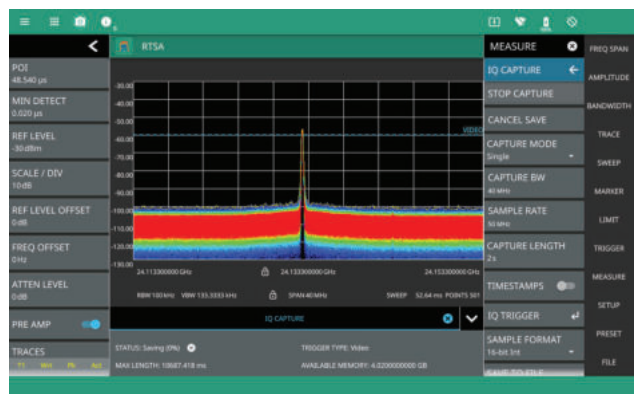 RTSA
MEASURE
FREQ SPAN
POI
48.540 µs
MIN DETECT
0.020 µs
REF LEVEL
-30 dBm
SCALE / DIV
10 dB
REF LEVEL OFFSET
0 dB
FREQ OFFSET
0 Hz
ATTEN LEVEL
0 dB
PRE AMP
TRACES
-30.00
-40.00
-50.00
-60.00
-70.00
-80.00
-90.00
-100.00
-110.00
-120.00
-130.00
VIDEO
24.113300000 GHz
24.133300000 GHz
24.153300000 GHz
RBW 100 kHz VBW 133.3333 kHz
SPAN 40 MHz
SWEEP 52.64 ms POINTS 501
IQ CAPTURE
STATUS: Saving (0%)
TRIGGER TYPE: Video
MAX LENGTH: 10687.418 ms
AVAILABLE MEMORY: 4.0200000000 GB
IQ CAPTURE
STOP CAPTURE
CANCEL SAVE
CAPTURE MODE
Single
CAPTURE BW
40 MHz
SAMPLE RATE
50 MHz
CAPTURE LENGTH
2 s
TIMESTAMPS
IQ TRIGGER
SAMPLE FORMAT
16-bit Int
SAVE TO FILE
AMPLITUDE
BANDWIDTH
TRACE
SWEEP
MARKER
LIMIT
TRIGGER
MEASURE
SETUP
PRESET
FILE